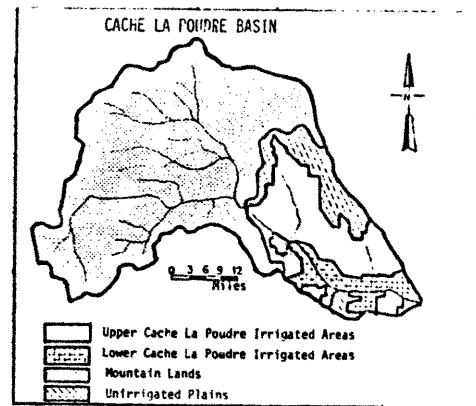 CACHE LA POUDRE BASIN
N
0 3 6 9 12
Miles
Upper Cache La Poudre Irrigated Areas
Lower Cache La Poudre Irrigated Areas
Mountain Lands
Unirrigated Plains